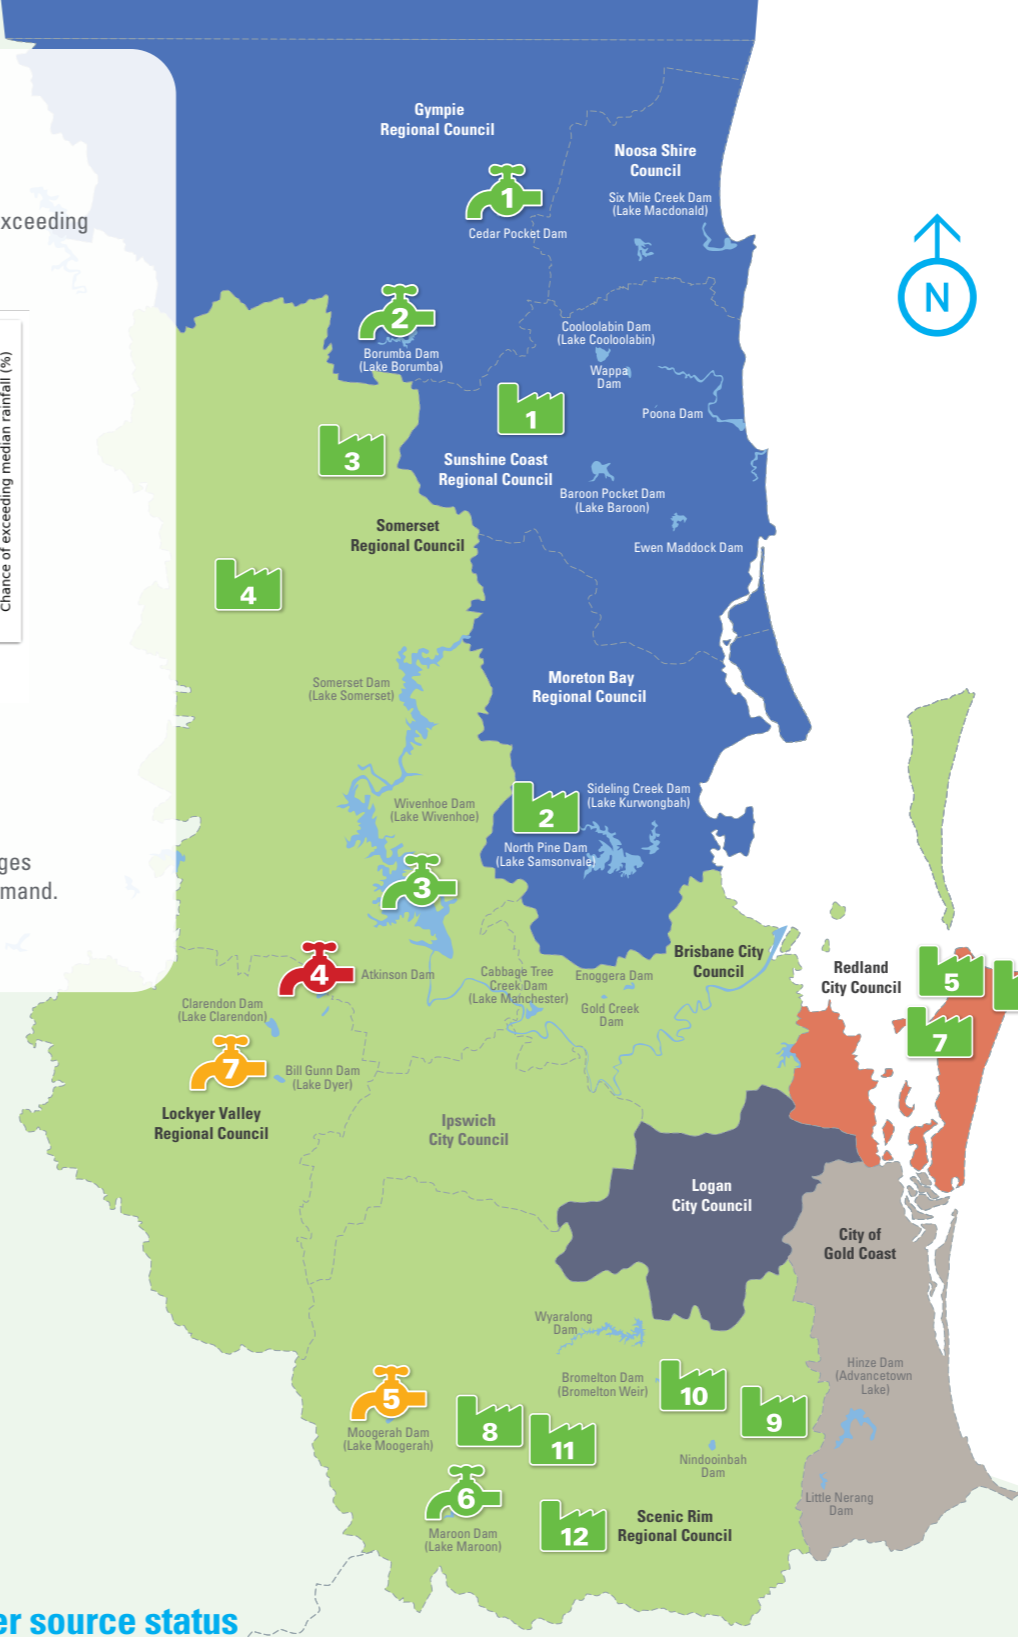 Gympie
Regional Council
Noosa Shire
Council
Six Mile Creek Dam
(Lake Macdonald)
1
Cedar Pocket Dam
xceeding
N
2
Borumba Dam
(Lake Borumba)
Cooloolabin Dam
(Lake Cooloolabin)
Wappa
Dam
Chance of exceeding median rainfall (%)
1
Poona Dam
3
Sunshine Coast
Regional Council
Baroon Pocket Dam
(Lake Baroon)
Somerset
Regional Council
Ewen Maddock Dam
4
Somerset Dam
(Lake Somerset)
Moreton Bay
Regional Council
Wivenhoe Dam
(Lake Wivenhoe)
2
Sideling Creek Dam
(Lake Kurwongbah)
North Pine Dam
(Lake Samsonvale)
ges
mand.
3
Brisbane City
Council
4
Atkinson Dam
Cabbage Tree
Creek Dam
(Lake Manchester)
Enoggera Dam
Gold Creek
Dam
Redland
City Council
5
7
Clarendon Dam
(Lake Clarendon)
7
Bill Gunn Dam
(Lake Dyer)
Lockyer Valley
Regional Council
Ipswich
City Council
Logan
City Council
City of
Gold Coast
Wyaralong
Dam
Hinze Dam
(Advancetown
Lake)
Bromelton Dam
(Bromelton Weir)
10
9
5
Moogerah Dam
(Lake Moogerah)
8
11
Nindooinbah
Dam
6
Maroon Dam
(Lake Maroon)
12
Scenic Rim
Regional Council
Little Nerang
Dam
er source status